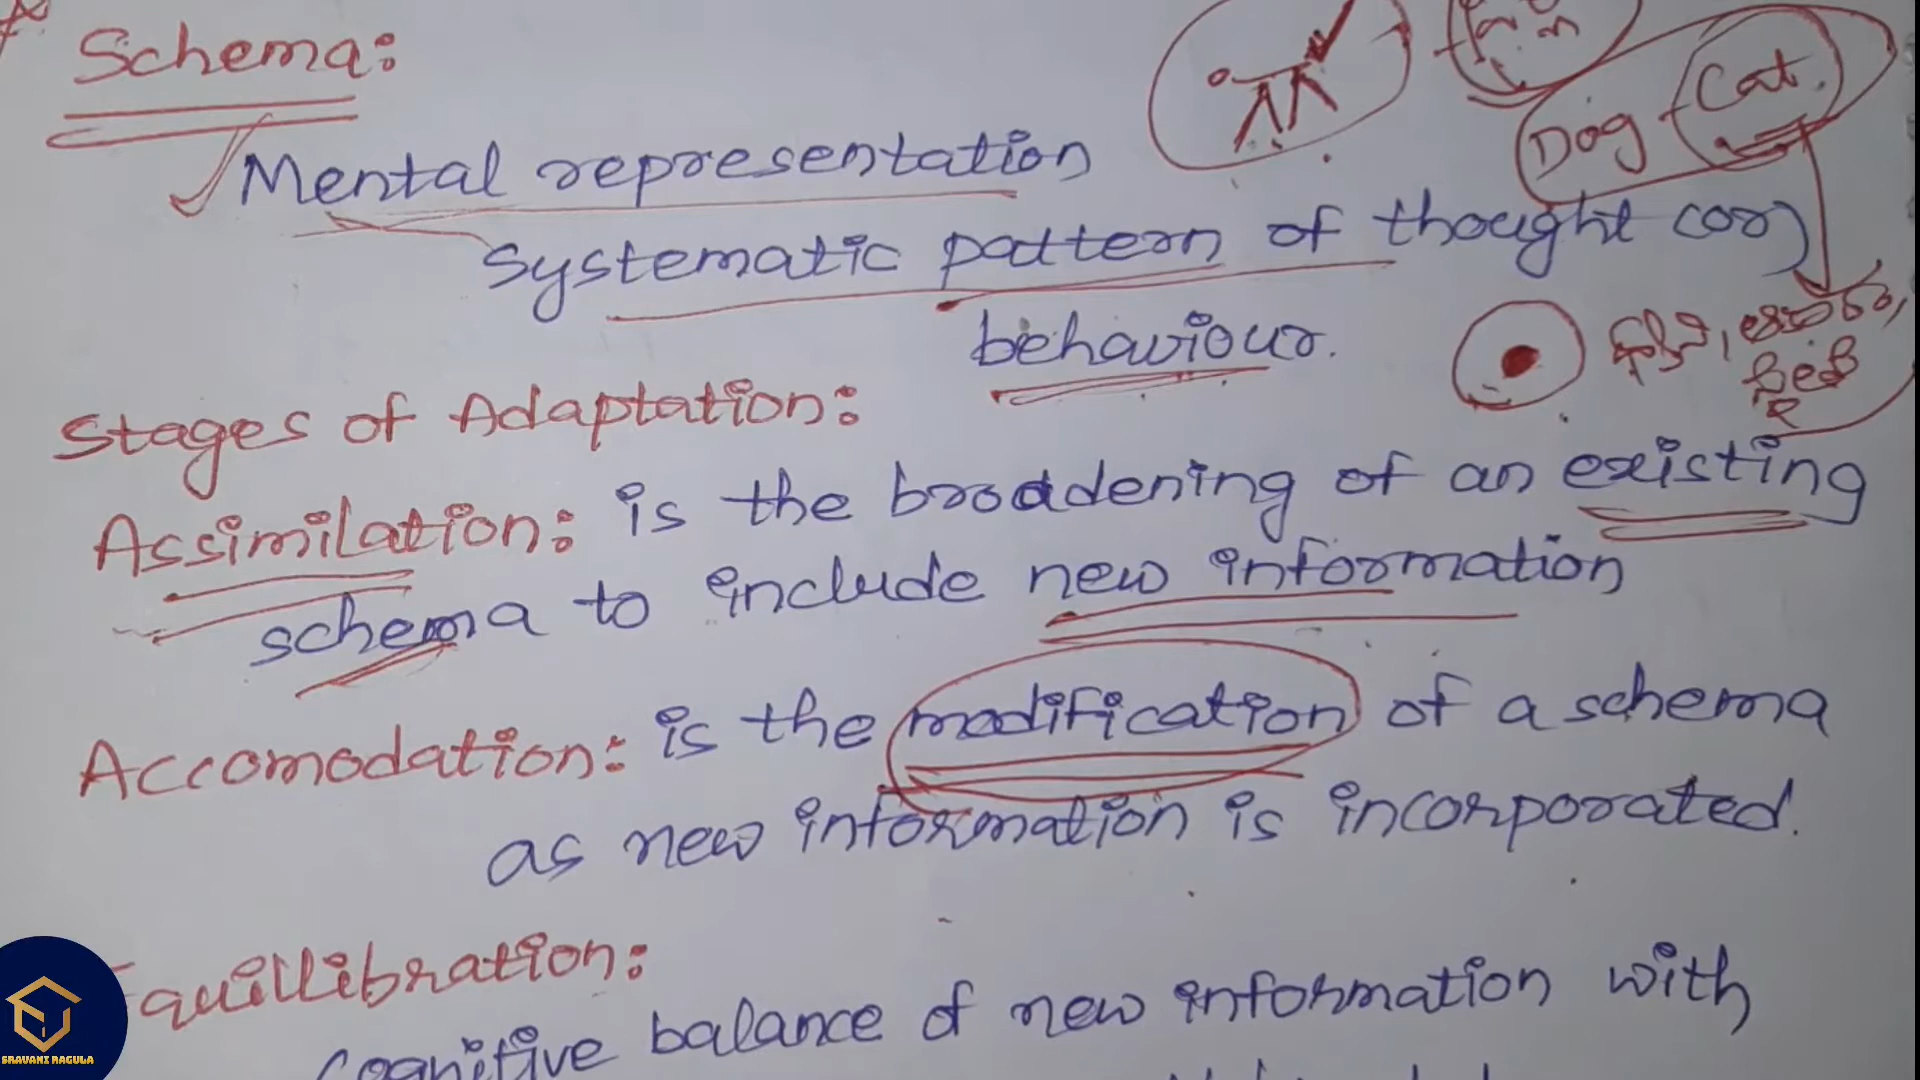 Schema:
Dog
Cat.
Mental representation
systematic pattern of thought (or)
behaviour.
Stages of Adaptation:
Assimilation: is the broadening of an existing
schema to include new information
Accomodation: is the modification of a schema
as new information is incorporated.
Equillibration:
Cognitive balance of new information with
SRAVANI RAGULA